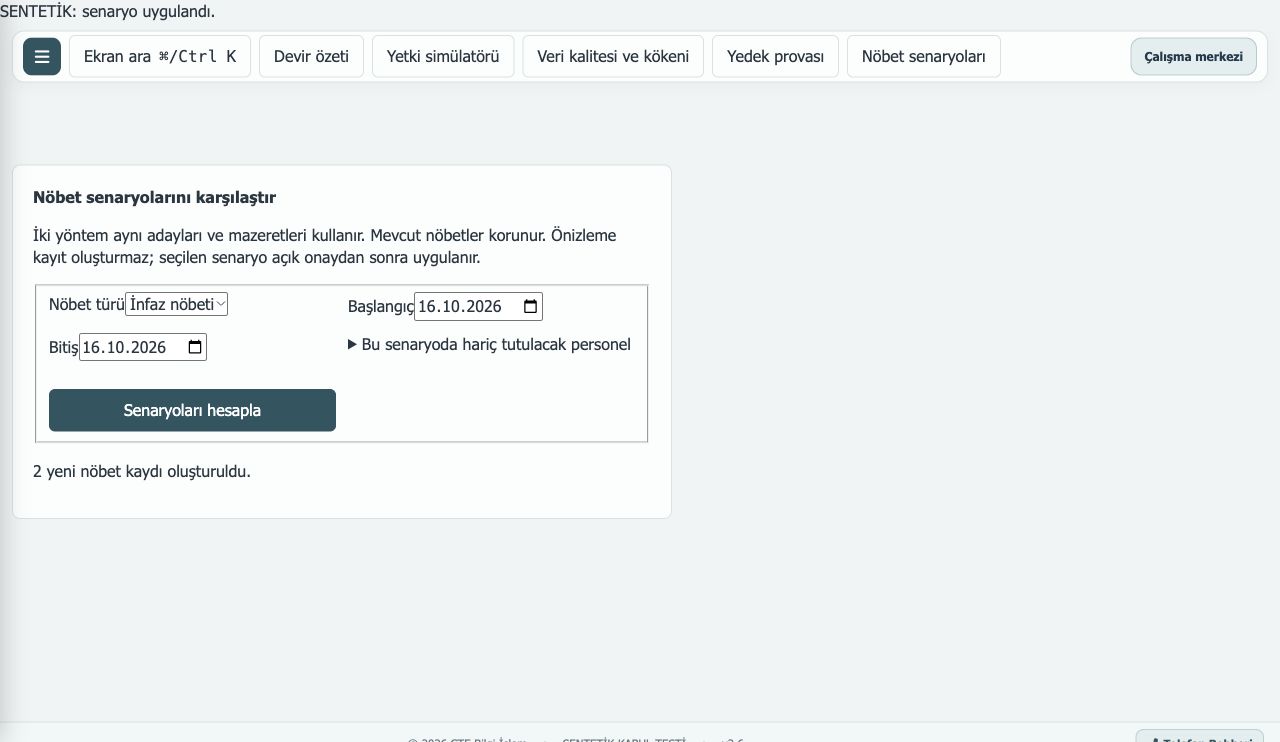 SENTETİK: senaryo uygulandı.
☰ Ekran ara ⌘/Ctrl K Devir özeti Yetki simülatörü Veri kalitesi ve kökeni Yedek provası Nöbet senaryoları Çalışma merkezi
Nöbet senaryolarını karşılaştır
İki yöntem aynı adayları ve mazeretleri kullanır. Mevcut nöbetler korunur. Önizleme
kayıt oluşturmaz; seçilen senaryo açık onaydan sonra uygulanır.
Nöbet türü İnfaz nöbeti Başlangıç 16.10.2026
Bitiş 16.10.2026 ▶ Bu senaryoda hariç tutulacak personel
Senaryoları hesapla
2 yeni nöbet kaydı oluşturuldu.